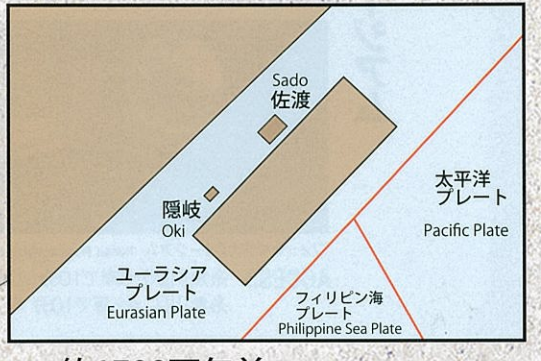 Sado
佐渡
隠岐
Oki
太平洋
プレート
Pacific Plate
ユーラシア
プレート
Eurasian Plate
フィリピン海
プレート
Philippine Sea Plate